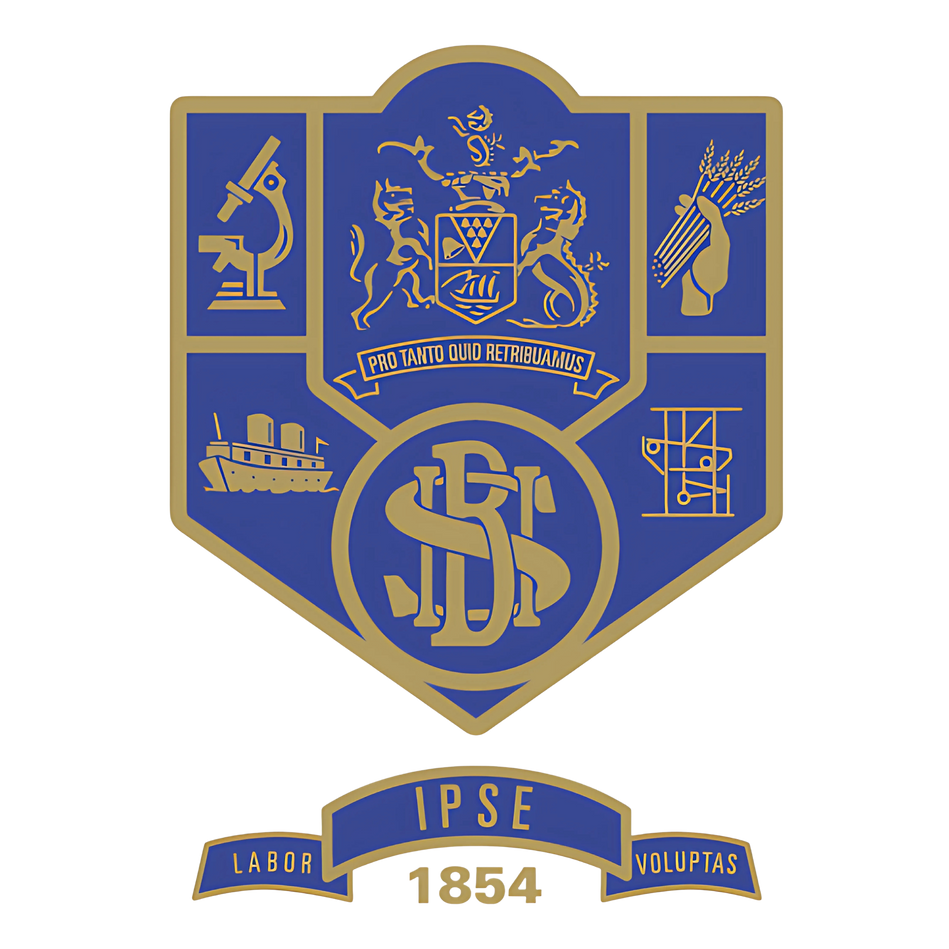 PRO TANTO QUID RETRIBUAMUS
LABOR IPSE VOLUPTAS
1854